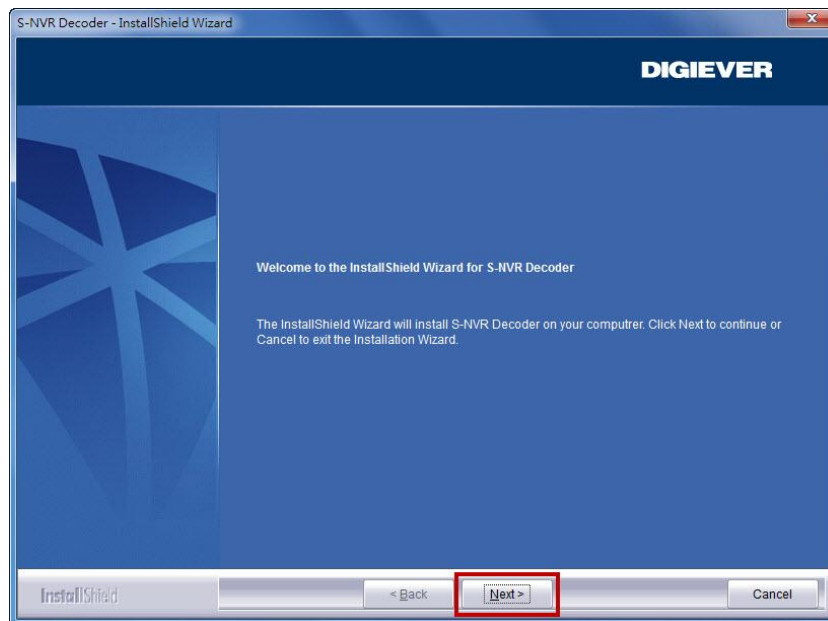 S-NVR Decoder - InstallShield Wizard
DIGIEVER
Welcome to the InstallShield Wizard for S-NVR Decoder
The InstallShield Wizard will install S-NVR Decoder on your computrer. Click Next to continue or
Cancel to exit the Installation Wizard.
InstallShield
< Back
Next >
Cancel